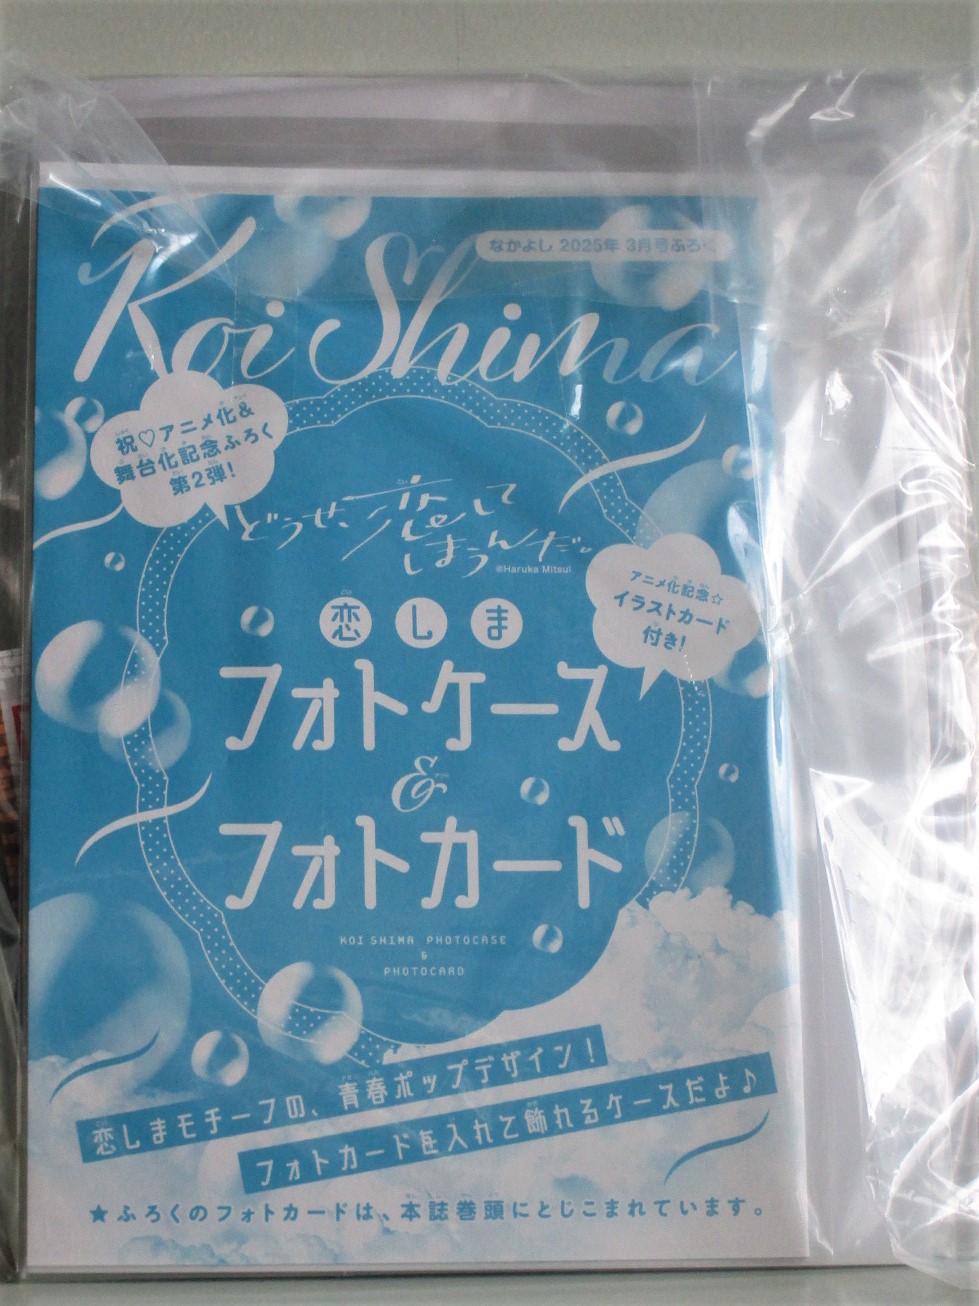 Koi Shima
なかよし 2025年 3月号ふろく
祝♡アニメ化&
舞台化記念ふろく
第2弾!
どうせ、恋して
しまうんだ。
©Haruka Mitsui
アニメ化記念☆
イラストカード
付き!
恋しま
フォトケース
&
フォトカード
KOI SHIMA PHOTOCASE
&
PHOTOCARD
恋しまモチーフの、青春ポップデザイン!
フォトカードを入れて飾れるケースだよ♪
★ふろくのフォトカードは、本誌巻頭にとじこまれています。